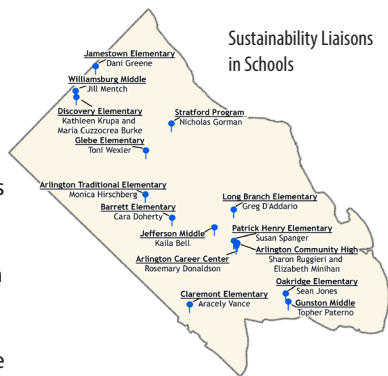 Sustainability Liaisons
in Schools
Jamestown Elementary
Dani Greene
Williamsburg Middle
Jill Mentch
Discovery Elementary
Kathleen Krupa and
Maria Cuzzocrea Burke
Stratford Program
Nicholas Gorman
Glebe Elementary
Toni Wexler
s
Arlington Traditional Elementary
Monica Hirschberg
Long Branch Elementary
Greg D'Addario
Barrett Elementary
Cara Doherty
Jefferson Middle
Kaila Bell
Patrick Henry Elementary
Susan Spanger
Arlington Community High
Sharon Ruggieri and
Elizabeth Minihan
Arlington Career Center
Rosemary Donaldson
n
Oakridge Elementary
Sean Jones
Claremont Elementary
Aracely Vance
Gunston Middle
Topher Paterno
e